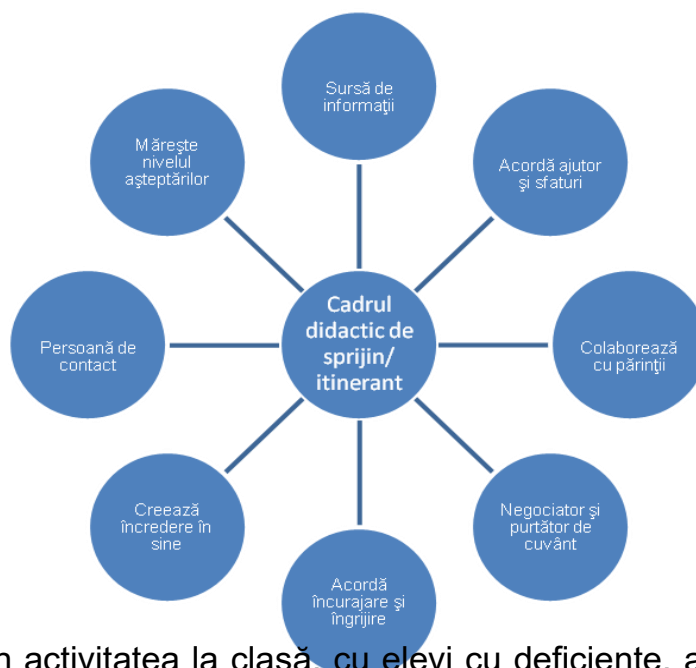 Sursă de
informaţii
Acordă ajutor
şi sfaturi
Colaborează
cu părinţii
Negociator şi
purtător de
cuvânt
Acordă
încurajare şi
îngrijire
Creează
încredere în
sine
Persoană de
contact
Măreşte
nivelul
aşteptărilor
Cadrul
didactic de
sprijin/
itinerant
activitatea la clasă, cu elevi cu deficienţe,